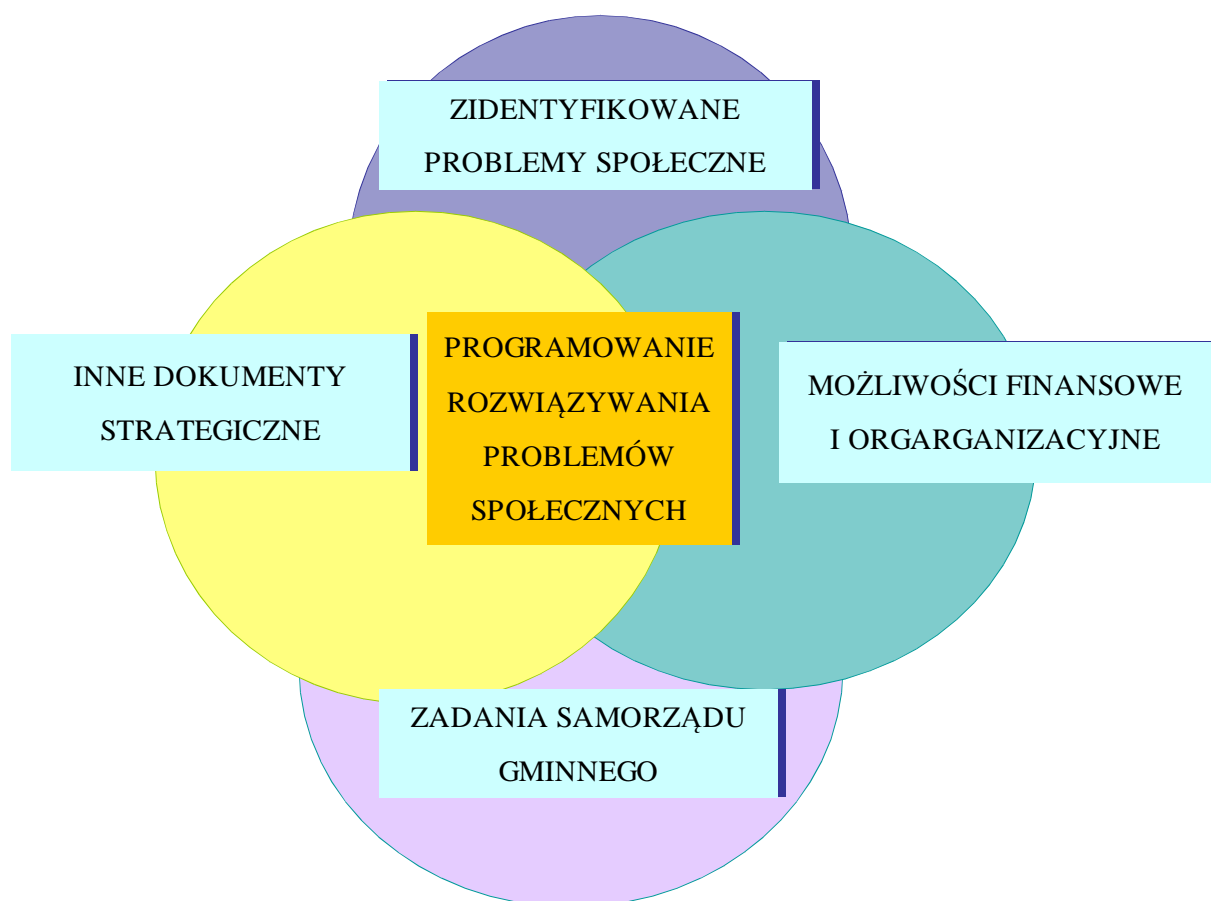 ZIDENTYFIKOWANE
PROBLEMY SPOŁECZNE
INNE DOKUMENTY
STRATEGICZNE
PROGRAMOWANIE
ROZWIĄZYWANIA
PROBLEMÓW
SPOŁECZNYCH
MOŻLIWOŚCI FINANSOWE
I ORGARGANIZACYJNE
ZADANIA SAMORZĄDU
GMINNEGO